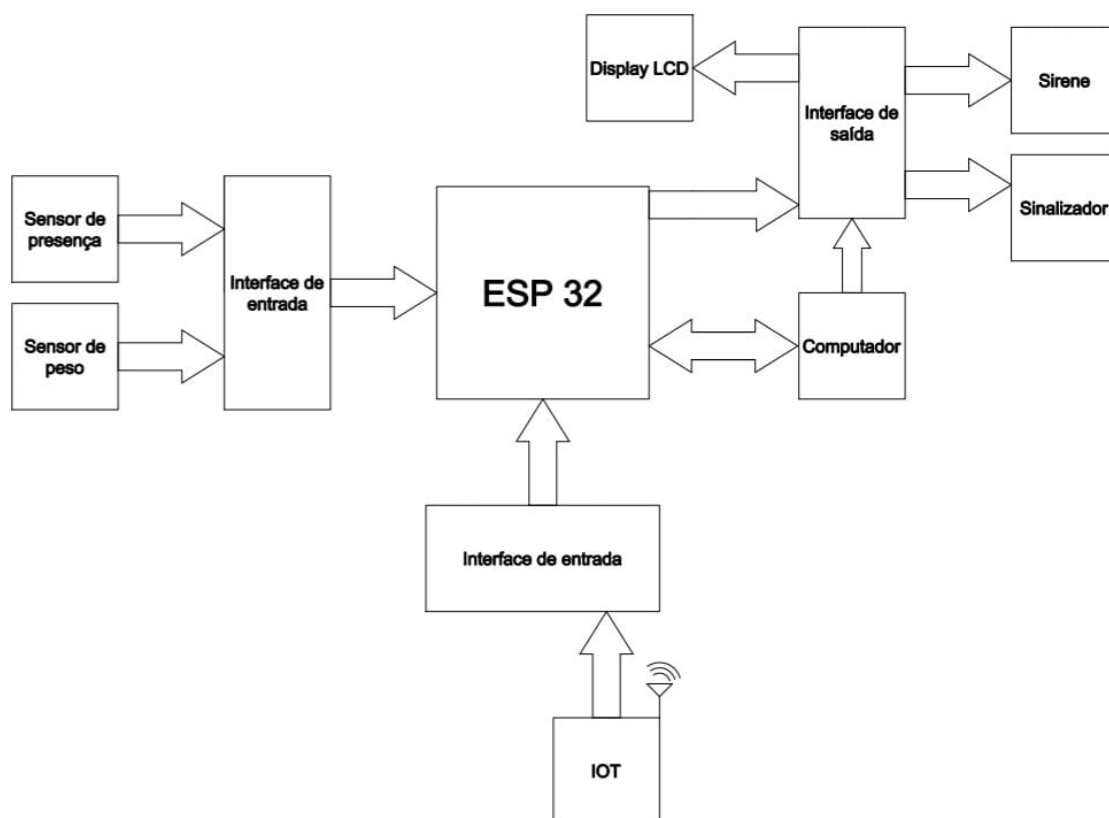 Display LCD
Interface de
saída
Sirene
Sinalizador
Sensor de
presença
Interface de
entrada
Sensor de
peso
ESP 32
Computador
Interface de entrada
IOT